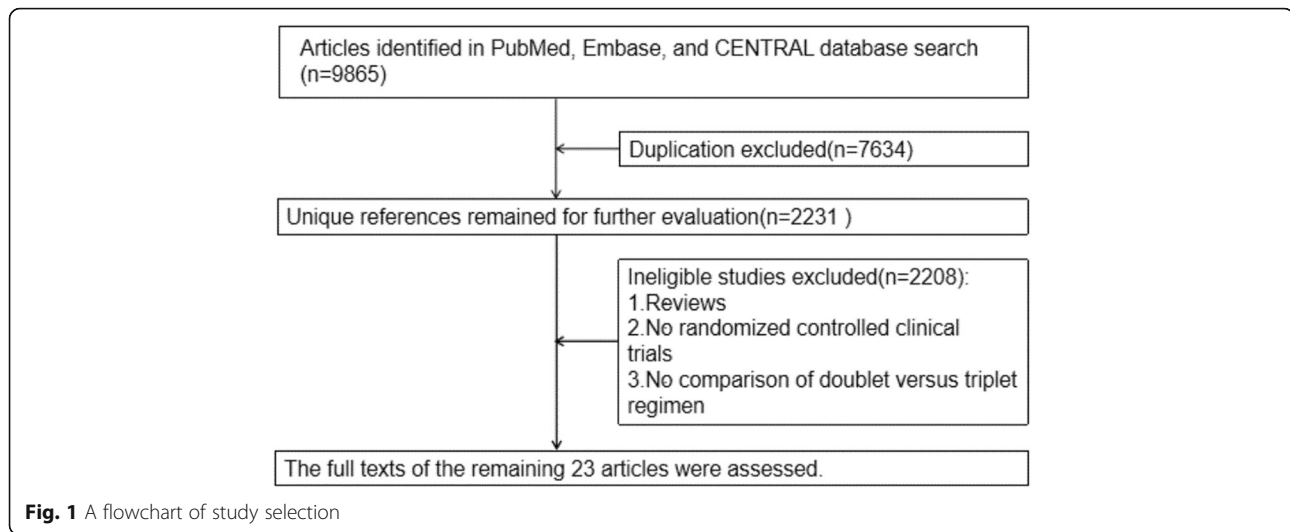 Articles identified in PubMed, Embase, and CENTRAL database search
(n=9865)
Duplication excluded(n=7634)
Unique references remained for further evaluation(n=2231 )
Ineligible studies excluded(n=2208):
1.Reviews
2.No randomized controlled clinical
trials
3.No comparison of doublet versus triplet
regimen
The full texts of the remaining 23 articles were assessed.
Fig. 1 A flowchart of study selection